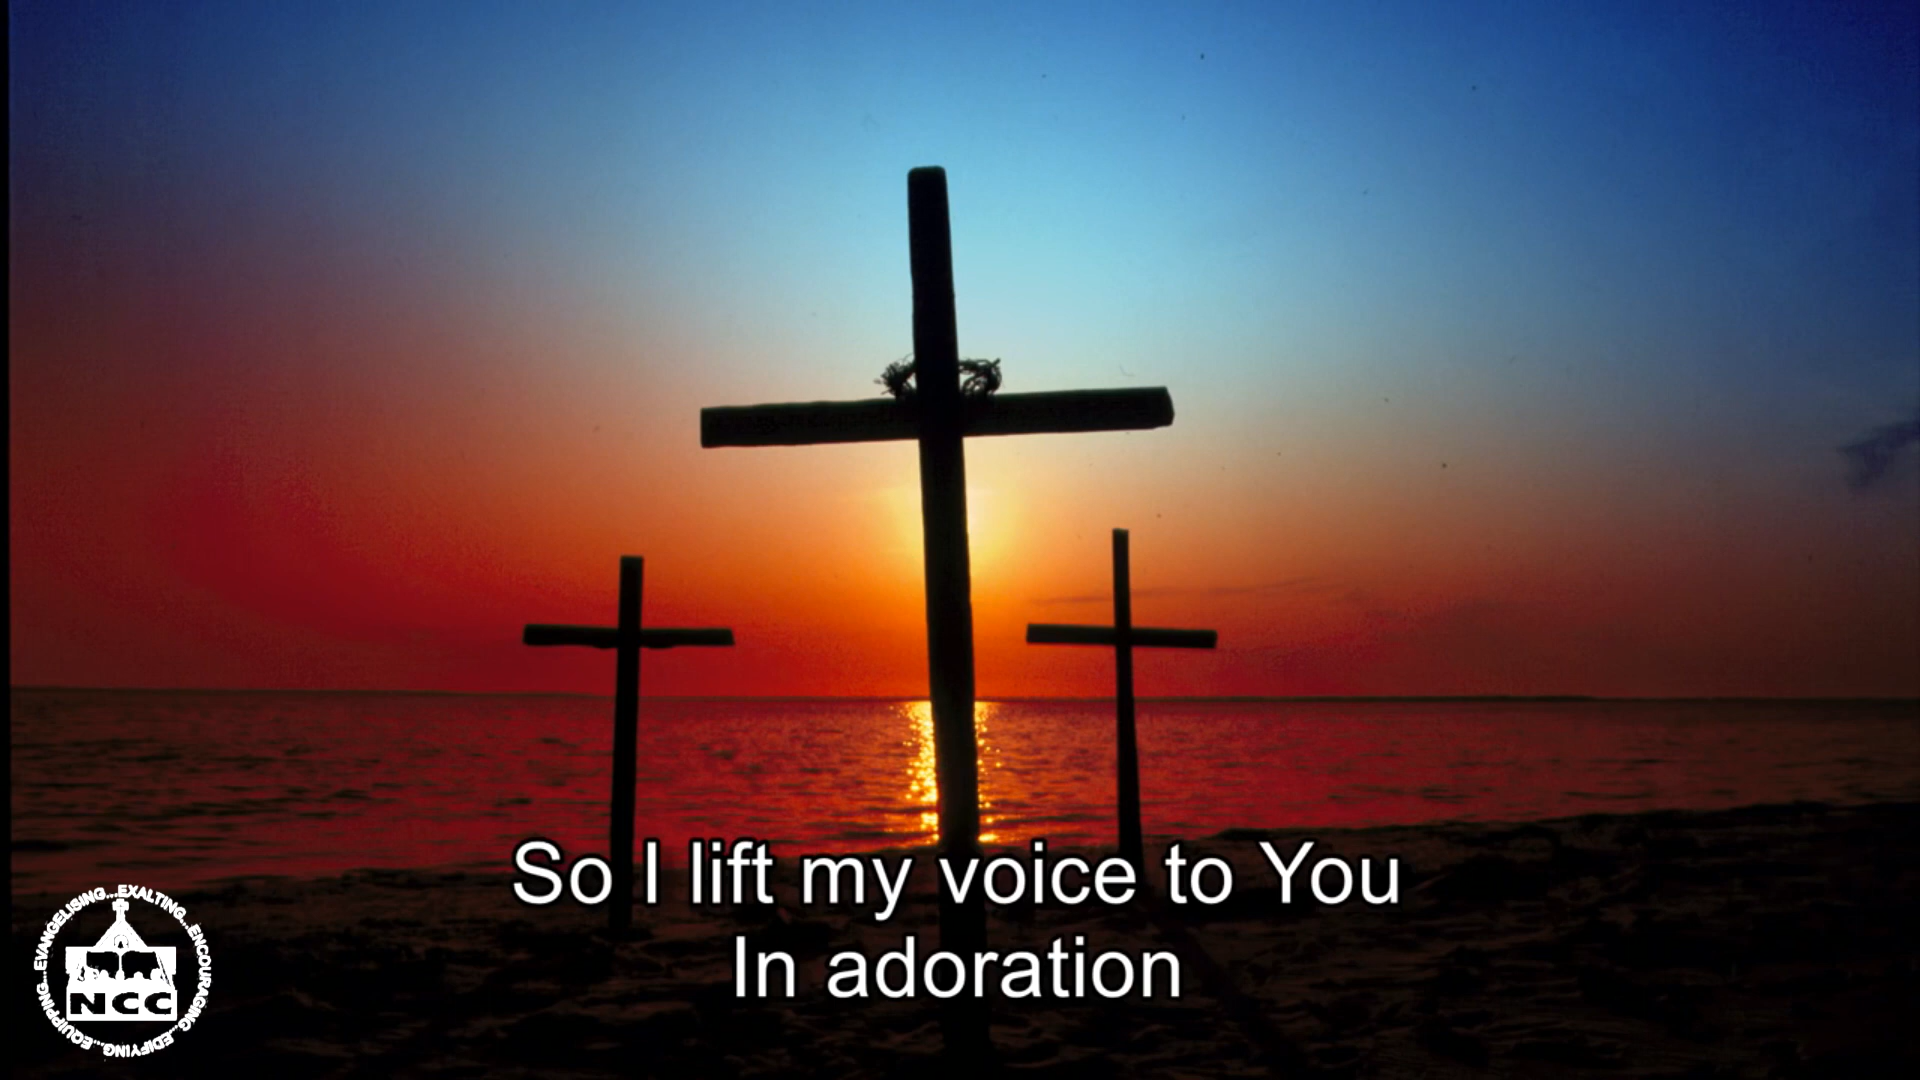 So I lift my voice to You
In adoration
EVANGELISING...EXALTING...ENCOURAGING...EDIFYING...EQUIPPING...
NCC